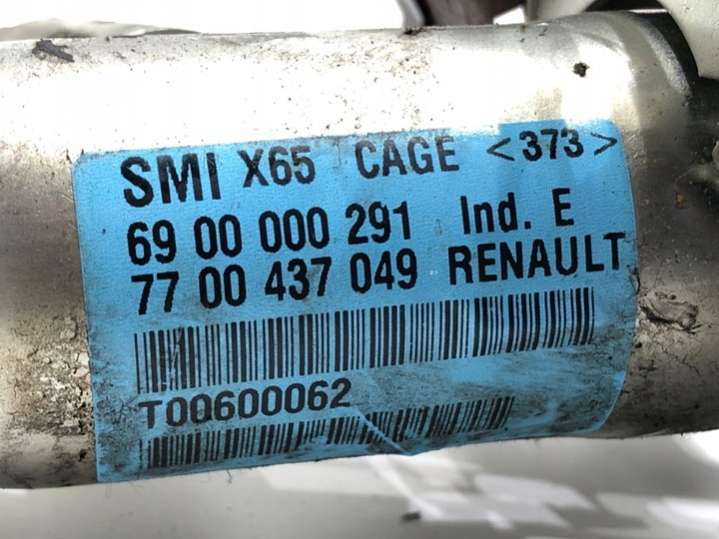 SMI X65 CAGE <373>
69 00 000 291 Ind. E
77 00 437 049 RENAULT
T00600062